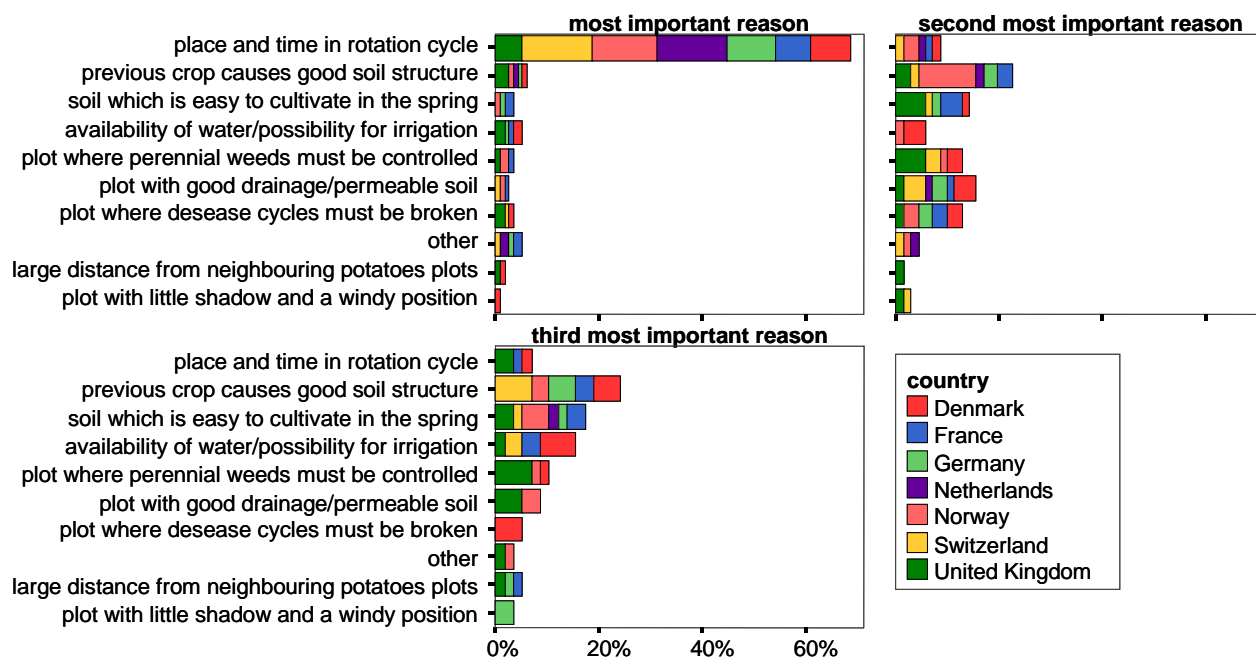 most important reason
second most important reason
place and time in rotation cycle
previous crop causes good soil structure
soil which is easy to cultivate in the spring
availability of water/possibility for irrigation
plot where perennial weeds must be controlled
plot with good drainage/permeable soil
plot where desease cycles must be broken
other
large distance from neighbouring potatoes plots
plot with little shadow and a windy position
third most important reason
place and time in rotation cycle
previous crop causes good soil structure
soil which is easy to cultivate in the spring
availability of water/possibility for irrigation
plot where perennial weeds must be controlled
plot with good drainage/permeable soil
plot where desease cycles must be broken
other
large distance from neighbouring potatoes plots
plot with little shadow and a windy position
0% 20% 40% 60%
country
Denmark
France
Germany
Netherlands
Norway
Switzerland
United Kingdom